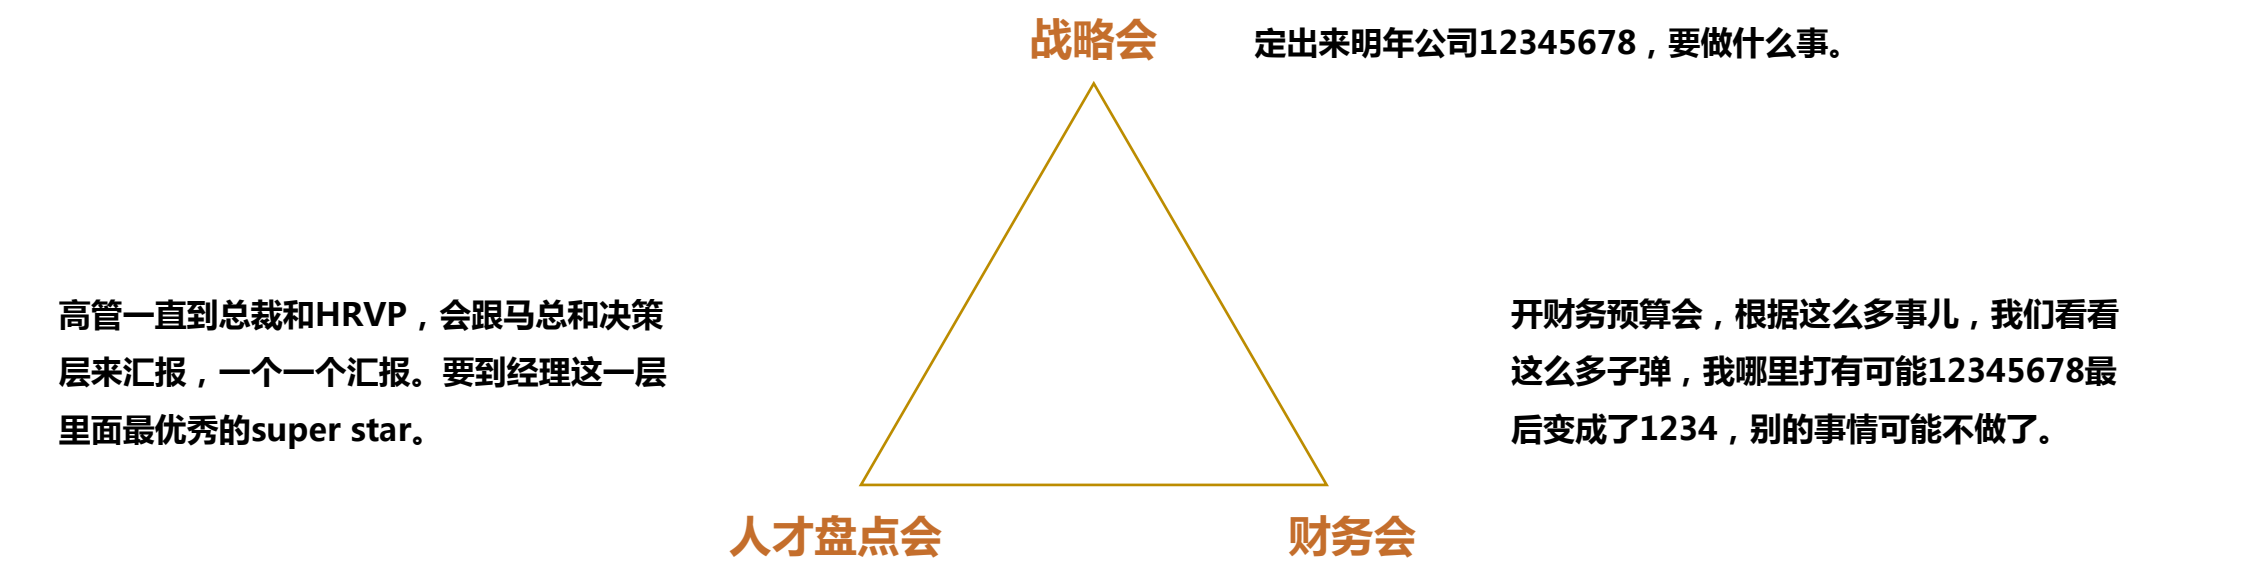 战略会
定出来明年公司12345678，要做什么事。
高管一直到总裁和HRVP，会跟马总和决策
层来汇报，一个一个汇报。要到经理这一层
里面最优秀的super star。
开财务预算会，根据这么多事儿，我们看看
这么多子弹，我哪里打有可能12345678最
后变成了1234，别的事情可能不做了。
人才盘点会
财务会